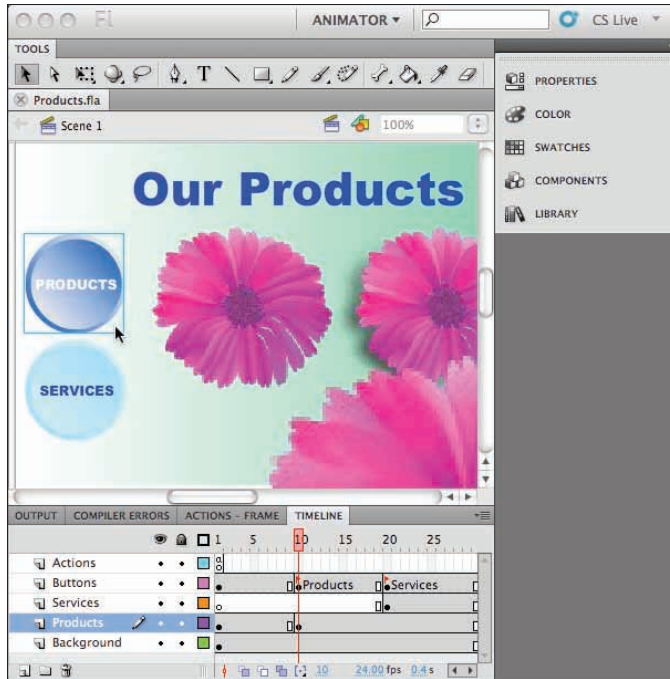 Fl ANIMATOR CS Live
TOOLS
T
Products.fla
Scene 1 100%
PROPERTIES
COLOR
SWATCHES
COMPONENTS
LIBRARY
Our Products
PRODUCTS
SERVICES
OUTPUT COMPILER ERRORS ACTIONS - FRAME TIMELINE
1 5 10 15 20 25
Actions a
Buttons Products Services
Services
Products
Background
10 24.00 fps 0.4 s